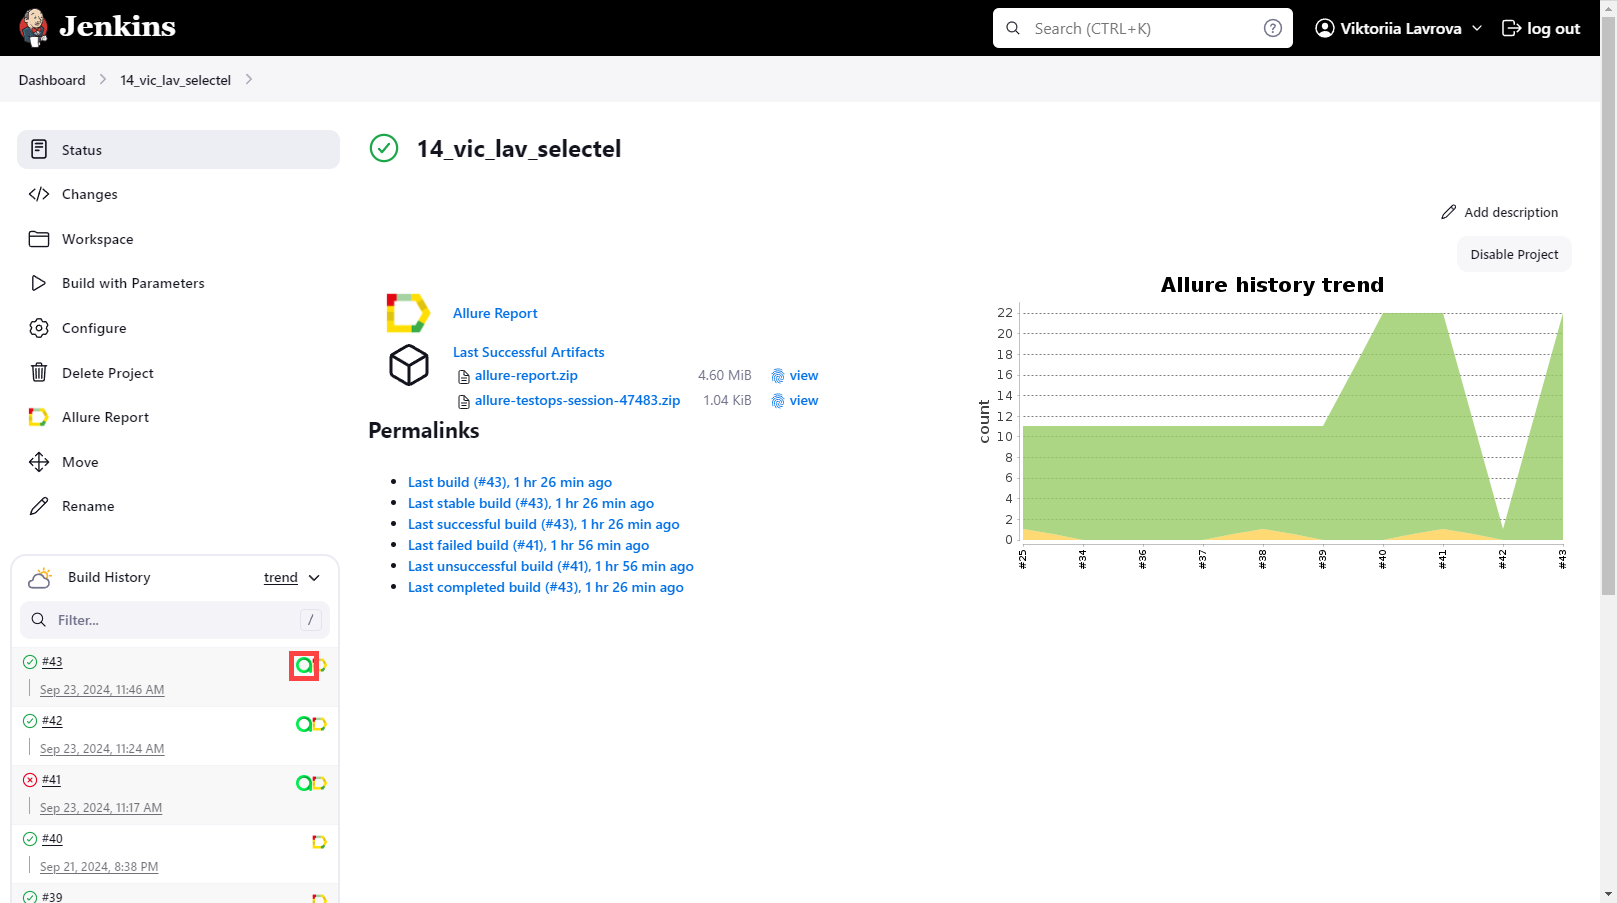 Jenkins
Search (CTRL+K)
Viktoriia Lavrova
log out
Dashboard
14_vic_lav_selectel
Status
Changes
Workspace
Build with Parameters
Configure
Delete Project
Allure Report
Move
Rename
Build History
trend
Filter...
/
#43
Sep 23, 2024, 11:46 AM
#42
Sep 23, 2024, 11:24 AM
#41
Sep 23, 2024, 11:17 AM
#40
Sep 21, 2024, 8:38 PM
#39
14_vic_lav_selectel
Add description
Disable Project
Allure Report
Last Successful Artifacts
allure-report.zip 4.60 MiB view
allure-testops-session-47483.zip 1.04 KiB view
Permalinks
Last build (#43), 1 hr 26 min ago
Last stable build (#43), 1 hr 26 min ago
Last successful build (#43), 1 hr 26 min ago
Last failed build (#41), 1 hr 56 min ago
Last unsuccessful build (#41), 1 hr 56 min ago
Last completed build (#43), 1 hr 26 min ago
Allure history trend
count
22
20
18
16
14
12
10
8
6
4
2
0
#25
#34
#36
#37
#38
#39
#40
#41
#42
#43